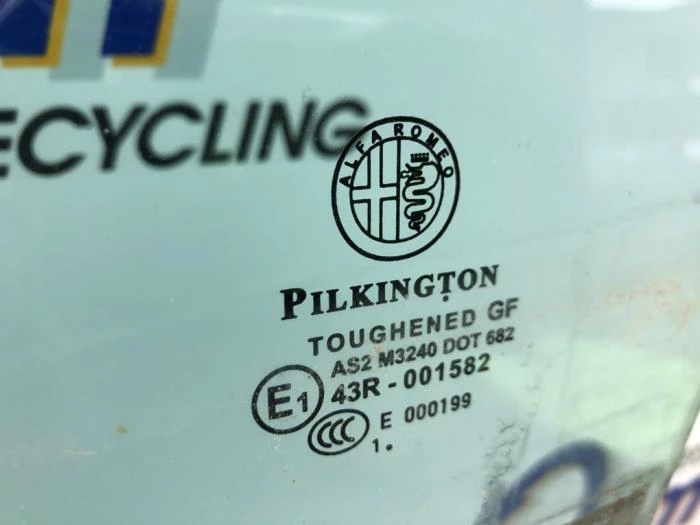 ECYCLING
ALFA ROMEO
PILKINGTON
TOUGHENED GF
AS2 M3240 DOT 682
E1 43R - 001582
CCC E 000199
1.